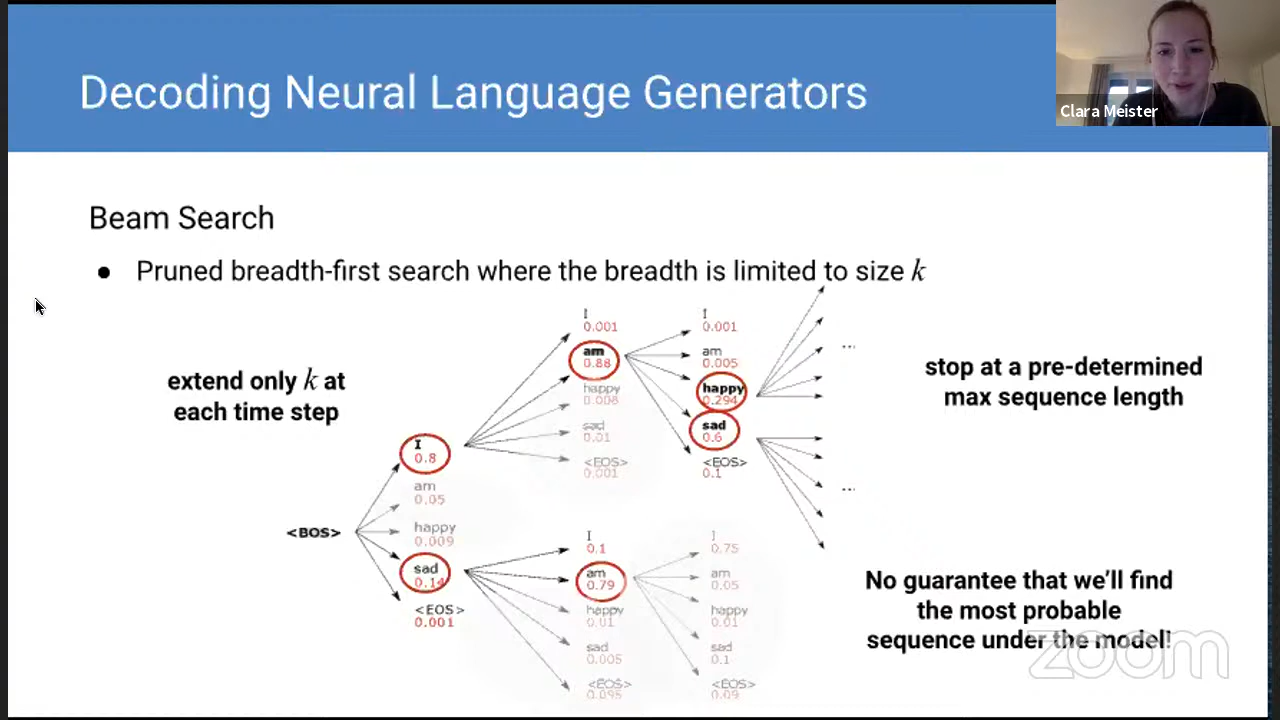 Decoding Neural Language Generators
Clara Meister
Beam Search
● Pruned breadth-first search where the breadth is limited to size k
extend only k at
each time step
stop at a pre-determined
max sequence length
No guarantee that we'll find
the most probable
sequence under the model!
<BOS>
I
0.8
am
0.05
happy
0.009
sad
0.14
<EOS>
0.001
I
0.001
am
0.88
happy
0.008
sad
0.01
<EOS>
0.001
I
0.001
am
0.005
happy
0.294
sad
0.6
<EOS>
0.1
...
...
I
0.1
am
0.79
happy
0.01
sad
0.005
<EOS>
0.095
I
0.75
am
0.05
happy
0.01
sad
0.1
<EOS>
0.09
zoom